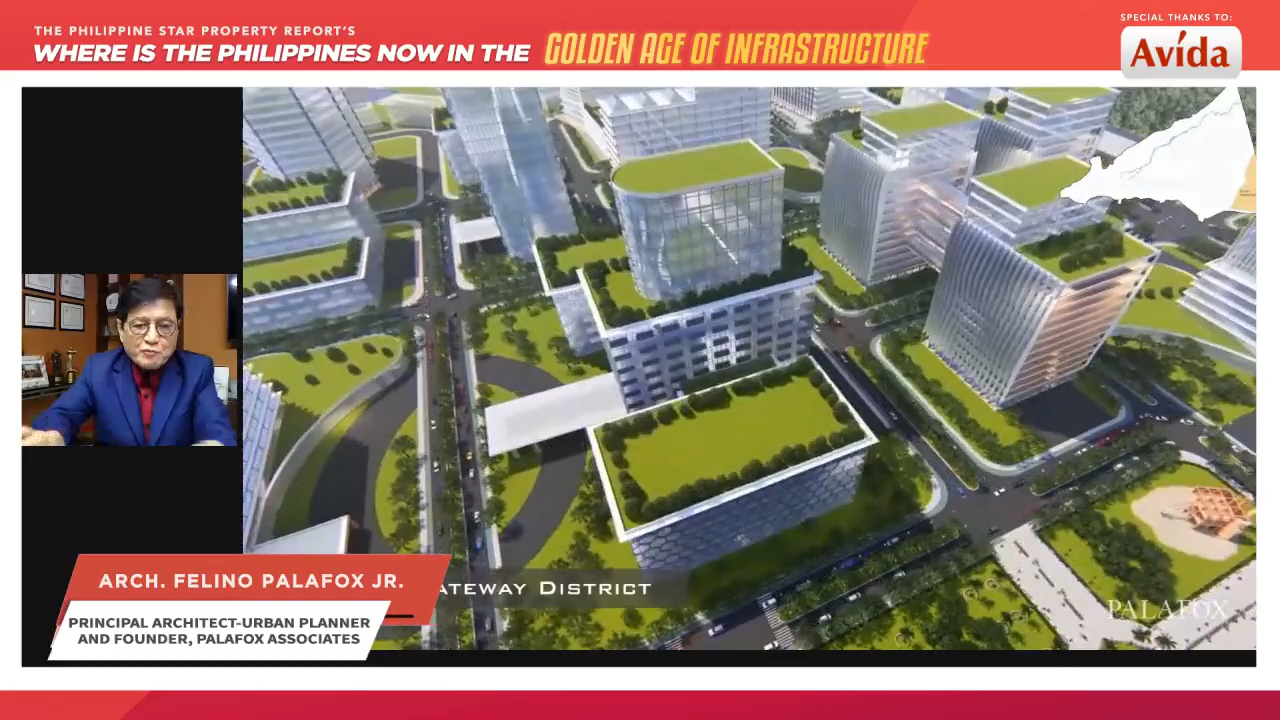 THE PHILIPPINE STAR PROPERTY REPORT'S
WHERE IS THE PHILIPPINES NOW IN THE GOLDEN AGE OF INFRASTRUCTURE
SPECIAL THANKS TO:
Avida
ARCH. FELINO PALAFOX JR.
ATEWAY DISTRICT
PRINCIPAL ARCHITECT-URBAN PLANNER
AND FOUNDER, PALAFOX ASSOCIATES
PALAFOX